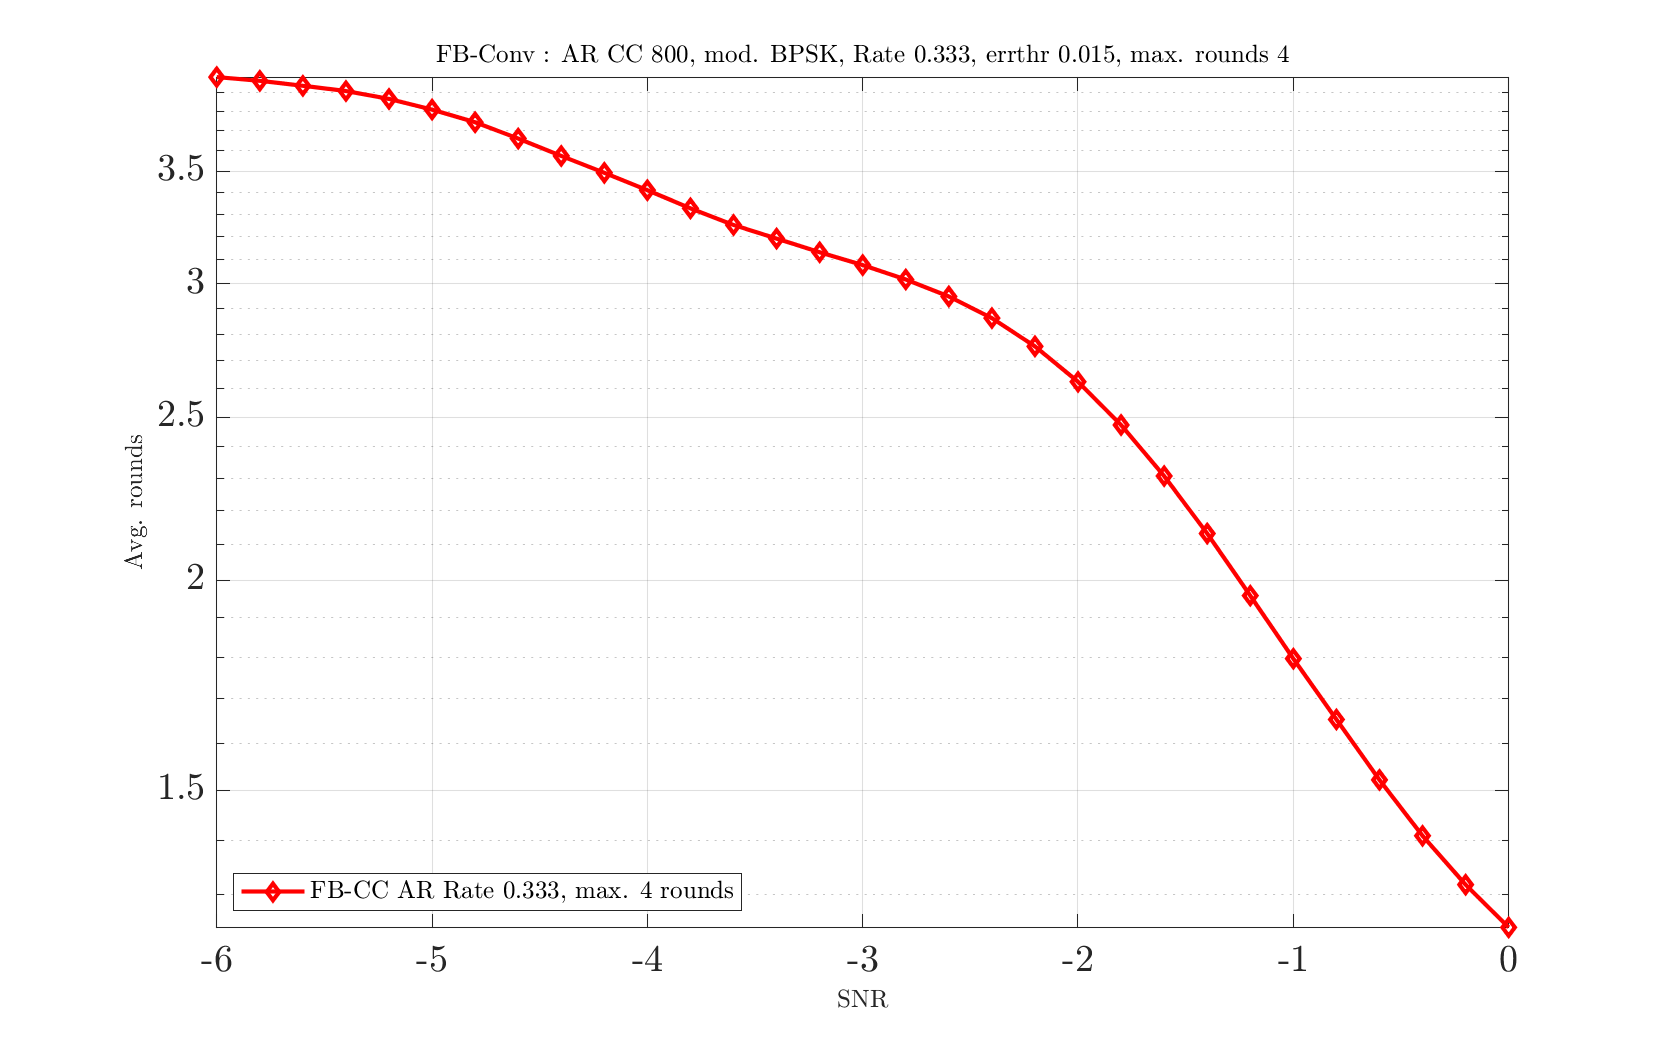 FB-Conv : AR CC 800, mod. BPSK, Rate 0.333, errthr 0.015, max. rounds 4
3.5
3
2.5
2
1.5
Avg. rounds
FB-CC AR Rate 0.333, max. 4 rounds
-6 -5 -4 -3 -2 -1 0
SNR